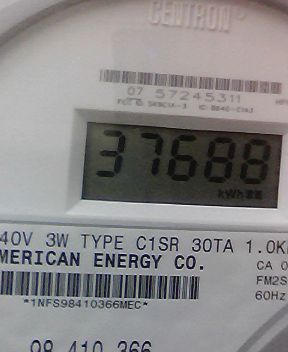 CENTRON®
07 57245311
37688
kWh
40V 3W TYPE C1SR 30TA 1.0K
MERICAN ENERGY CO.
CA 0
FM2S
60Hz
*1NFS98410366MEC*
98 410 366